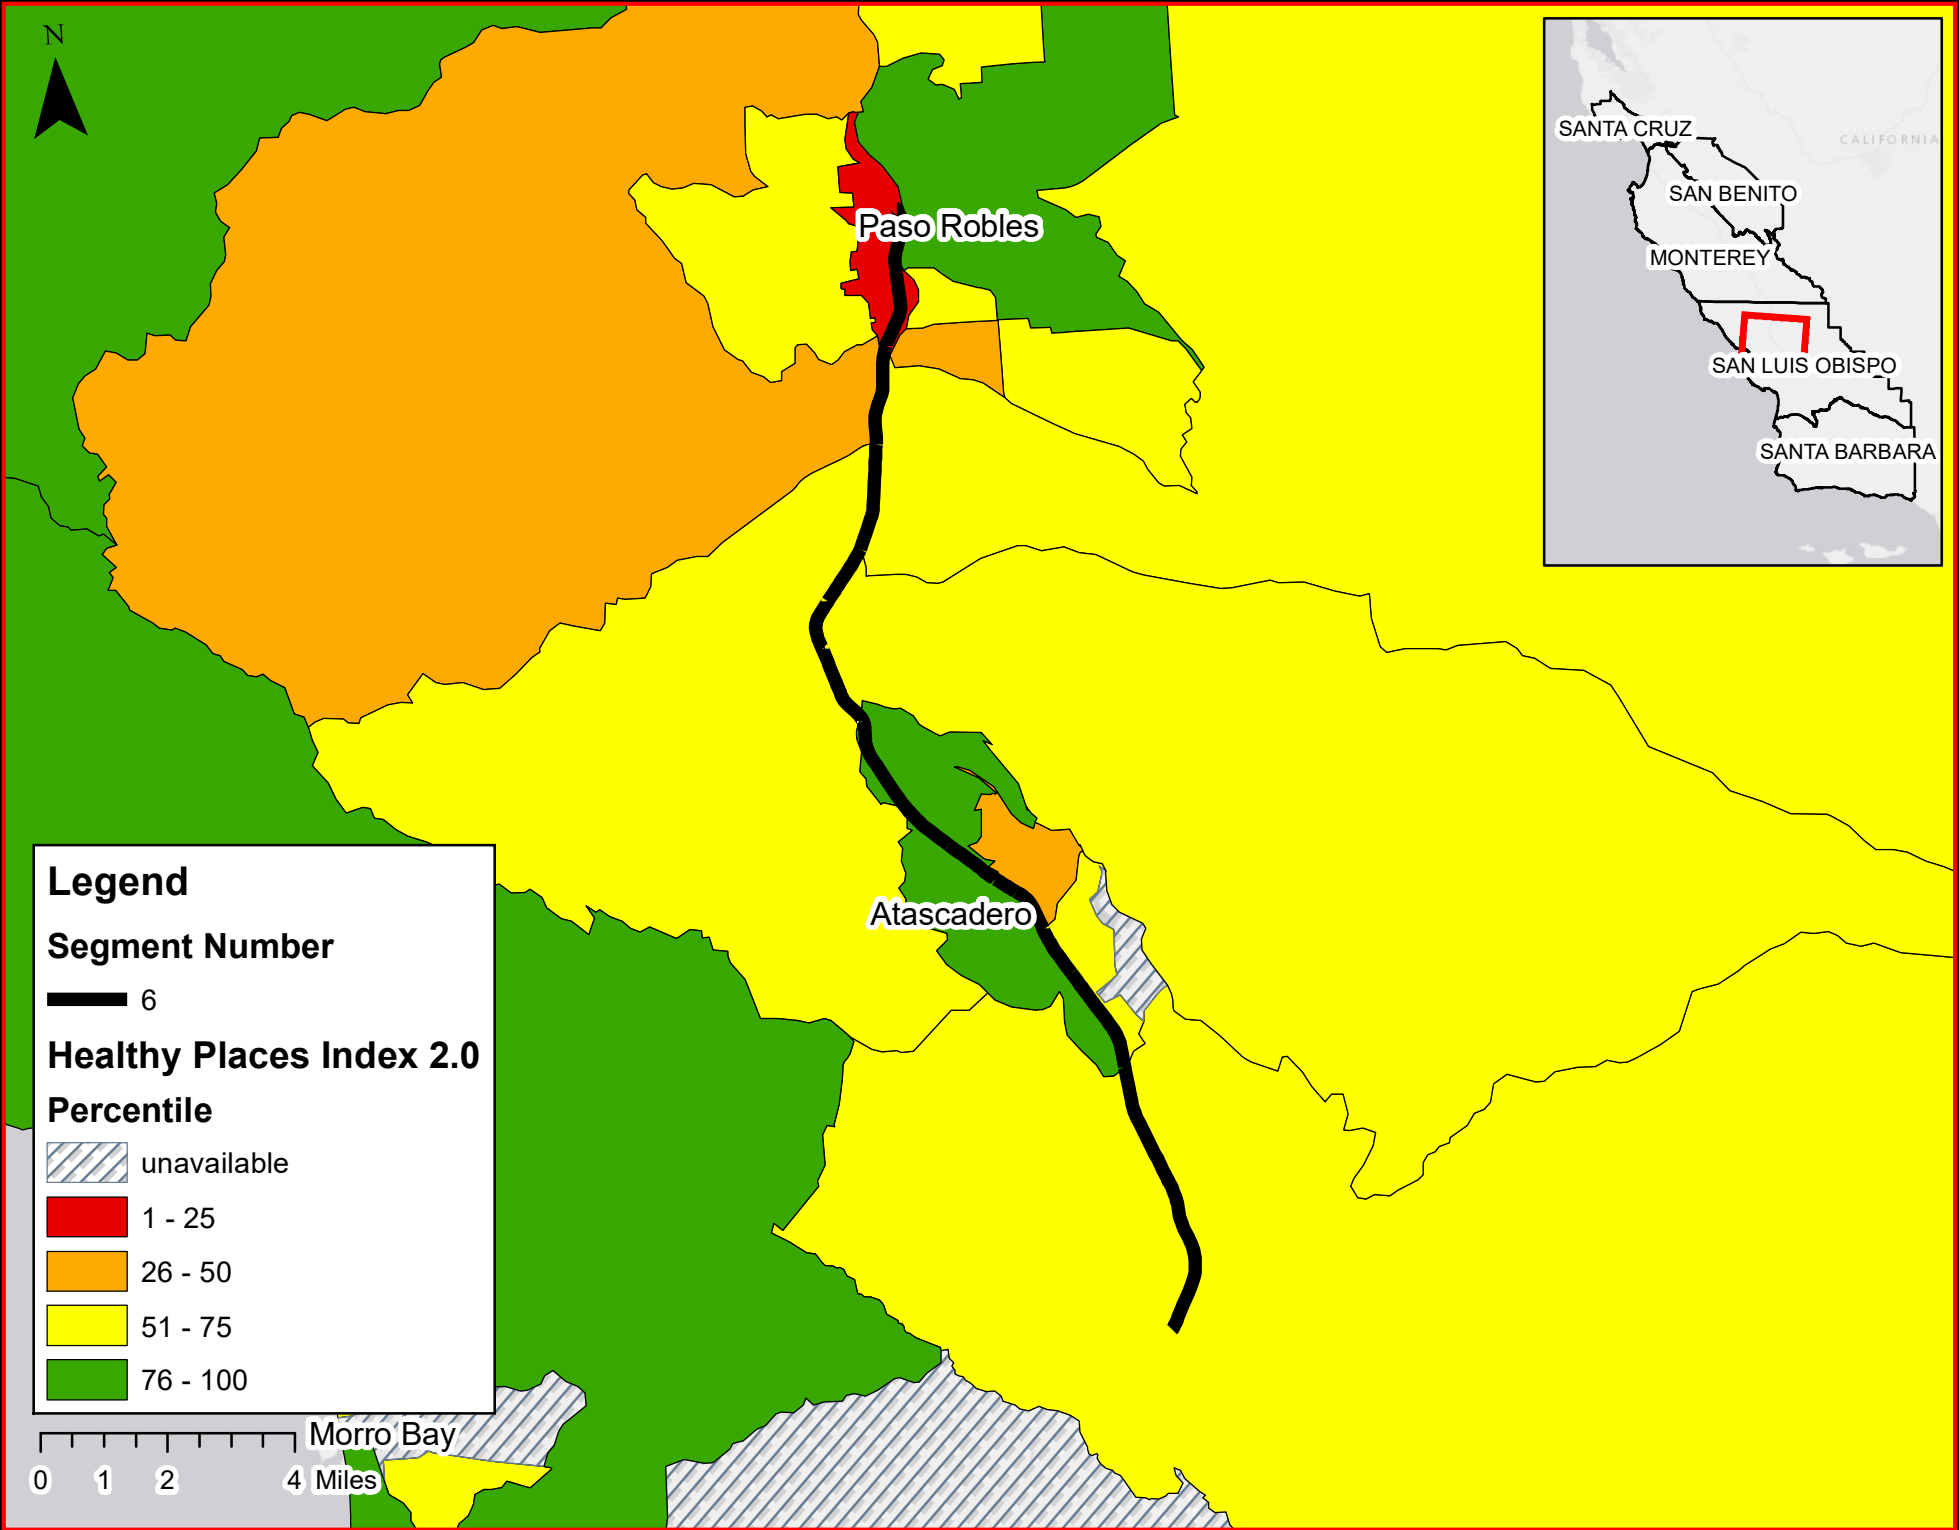 N
Paso Robles
Atascadero
Morro Bay
SANTA CRUZ
CALIFORNIA
SAN BENITO
MONTEREY
SAN LUIS OBISPO
SANTA BARBARA
Legend
Segment Number
6
Healthy Places Index 2.0
Percentile
unavailable
1 - 25
26 - 50
51 - 75
76 - 100
0 1 2 4 Miles